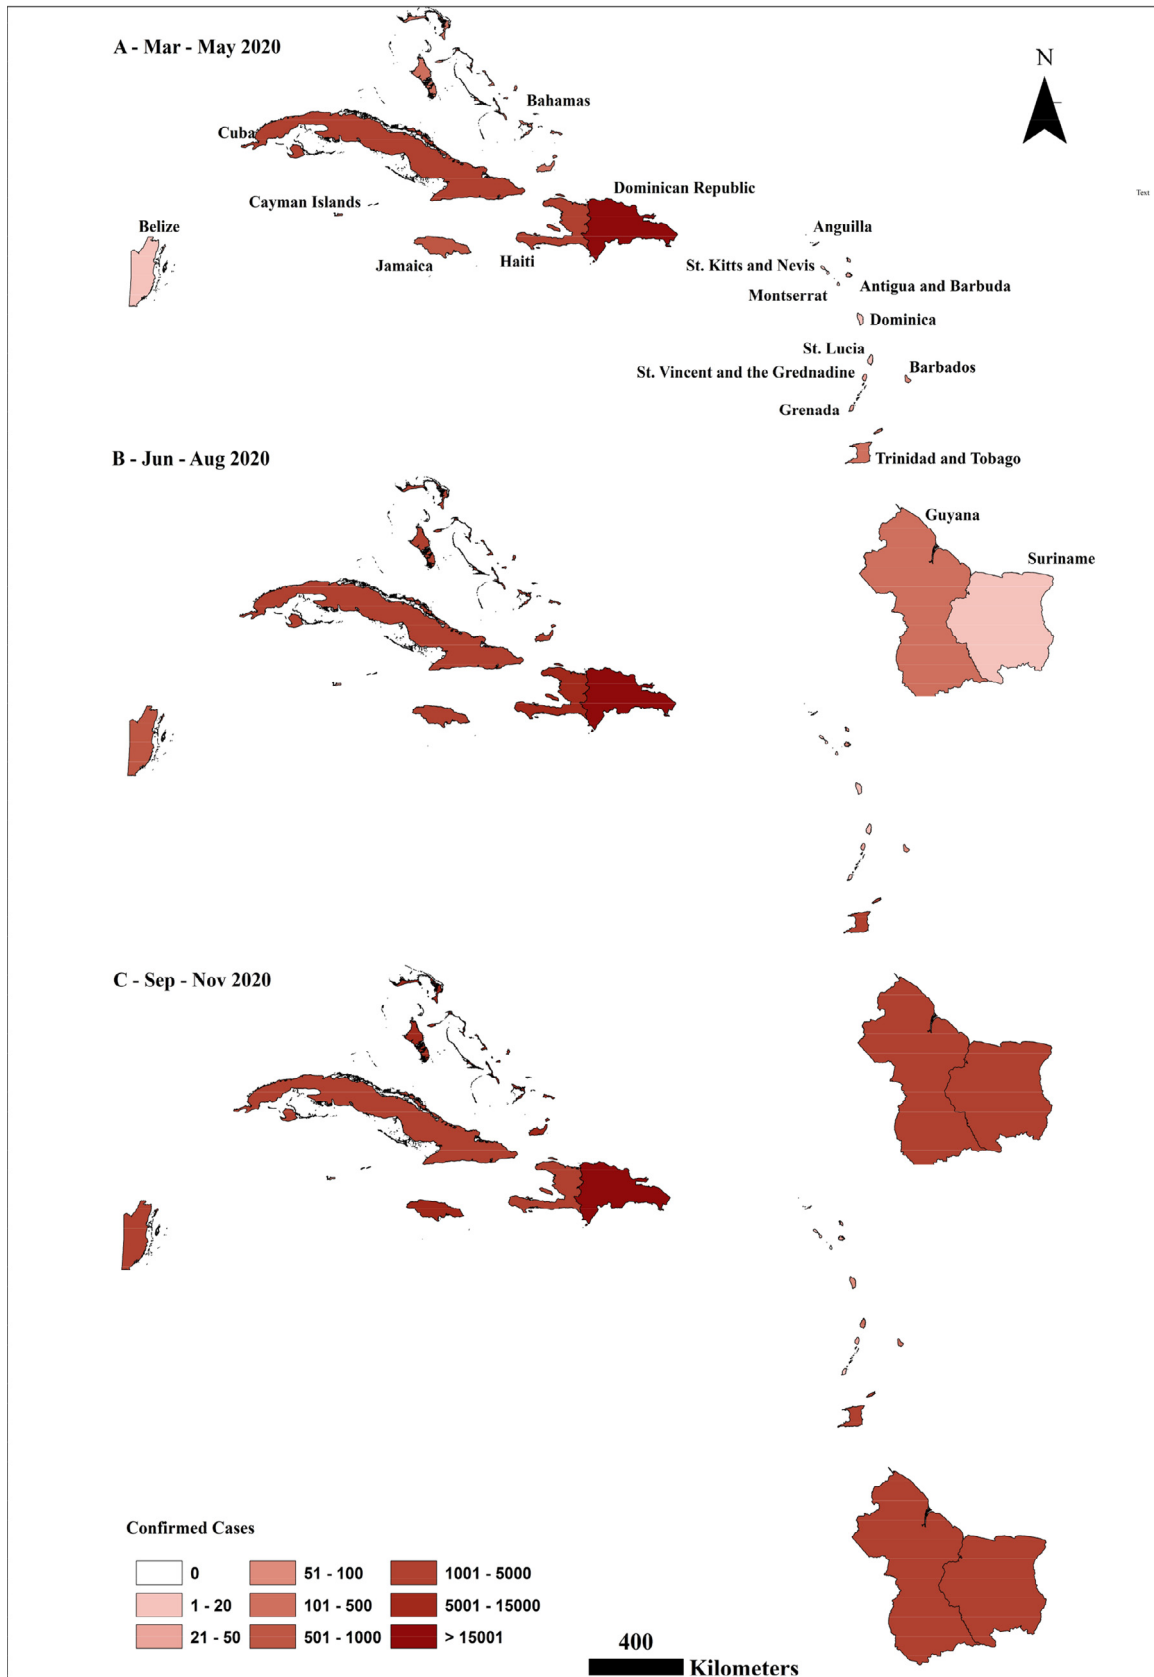 A - Mar - May 2020
N
Bahamas
Cuba
Dominican Republic
Text
Cayman Islands
Belize
Anguilla
Jamaica
Haiti
St. Kitts and Nevis
Antigua and Barbuda
Montserrat
Dominica
St. Lucia
Barbados
St. Vincent and the Grednadine
Grenada
B - Jun - Aug 2020
Trinidad and Tobago
Guyana
Suriname
C - Sep - Nov 2020
Confirmed Cases
0
51 - 100
1001 - 5000
1 - 20
101 - 500
5001 - 15000
21 - 50
501 - 1000
> 15001
400
Kilometers